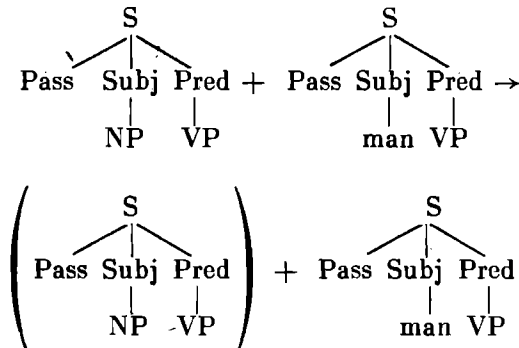 S S
Pass Subj Pred + Pass Subj Pred →
NP VP man VP
S S
( Pass Subj Pred ) + Pass Subj Pred
NP VP man VP